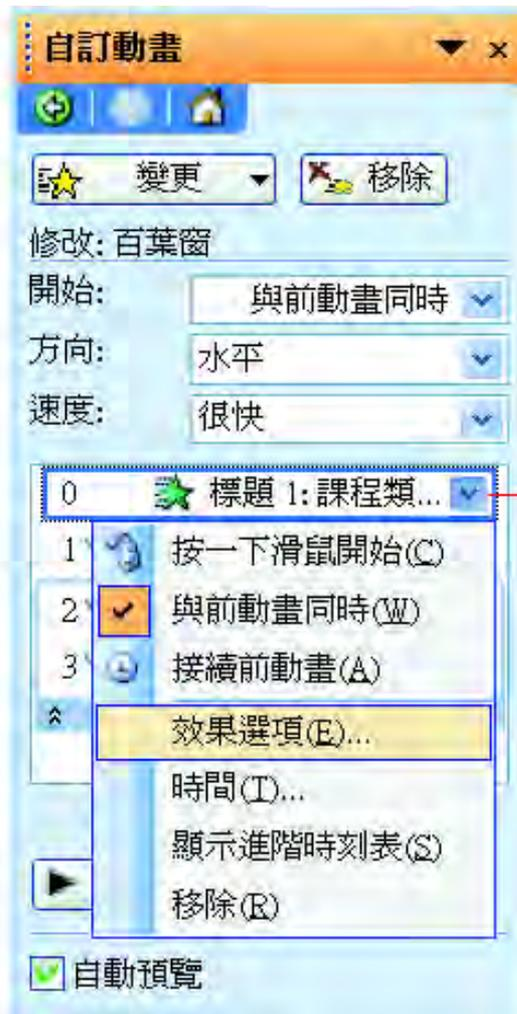 自訂動畫
變更 移除
修改: 百葉窗
開始: 與前動畫同時
方向: 水平
速度: 很快
0 標題 1: 課程類...
1 按一下滑鼠開始(C)
2 與前動畫同時(W)
3 接續前動畫(A)
效果選項(E)...
時間(T)...
顯示進階時刻表(S)
移除(R)
自動預覽